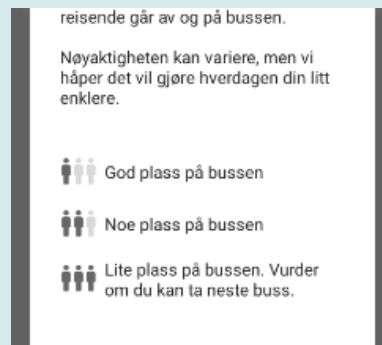 reisende går av og på bussen.
Nøyaktigheten kan variere, men vi
håper det vil gjøre hverdagen din litt
enklere.
God plass på bussen
Noe plass på bussen
Lite plass på bussen. Vurder
om du kan ta neste buss.